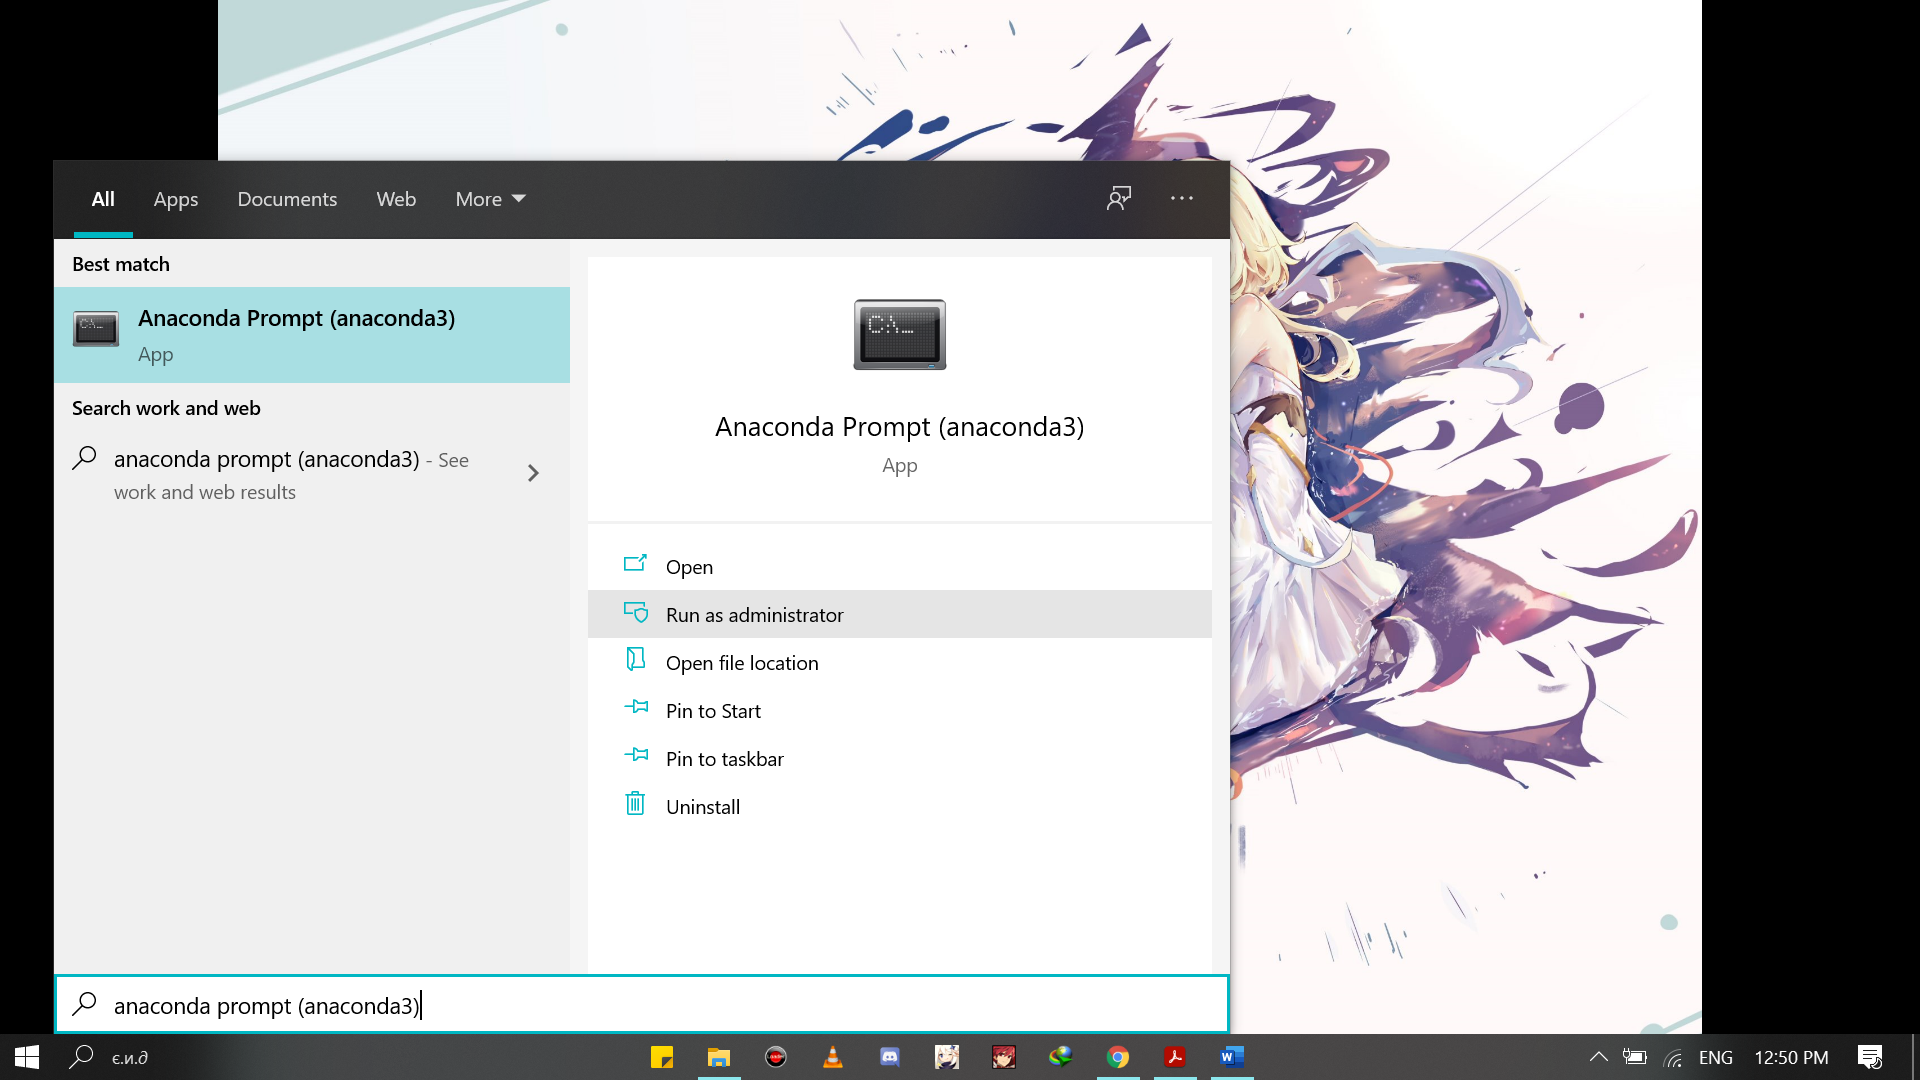 All Apps Documents Web More
Best match
Anaconda Prompt (anaconda3)
App
Search work and web
anaconda prompt (anaconda3) - See
work and web results
C:\_
Anaconda Prompt (anaconda3)
App
Open
Run as administrator
Open file location
Pin to Start
Pin to taskbar
Uninstall
anaconda prompt (anaconda3)
є.и.∂
ENG 12:50 PM